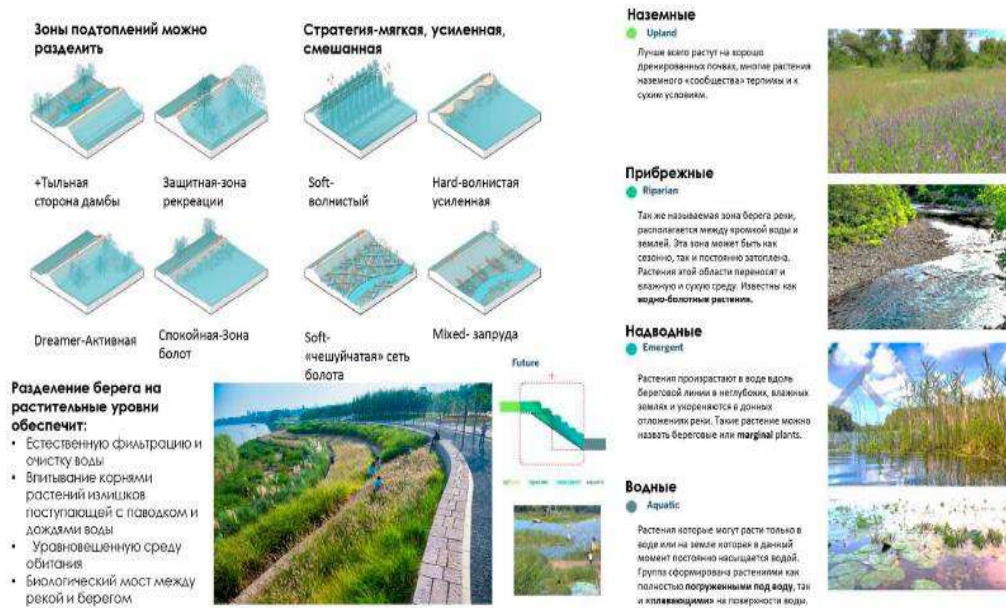 Зоны подтоплений можно
разделить
+Тыльная
сторона дамбы
Защитная-зона
рекреации
Dreamer-Активная
Спокойная-Зона
болот
Стратегия-мягкая, усиленная,
смешанная
Soft-
волнистый
Hard-волнистая
усиленная
Soft-
«чешуйчатая» сеть
болота
Mixed- запруда
Разделение берега на
растительные уровни
обеспечит:
• Естественную фильтрацию и
очистку воды
• Впитывание корнями
растений излишков
поступающей с паводком и
дождями воды
• Уравновешенную среду
обитания
• Биологический мост между
рекой и берегом
Future
Наземные
Upland
Лучше всего растут на хорошо
дренированных почвах, многие растения
наземного «сообщества» терпимы и к
сухим условиям.
Прибрежные
Riparian
Так же называемая зона берега реки,
располагается между кромкой воды и
землей. Эта зона может быть как
сезонно, так и постоянно затоплена.
Растения этой области переносят и
влажную и сухую среду. Известны как
водно-болотные растения.
Надводные
Emergent
Растения произрастают в воде вдоль
береговой линии в неглубоких, влажных
землях и укореняются в донных
отложениях реки. Такие растение можно
назвать береговые или marginal plants.
Водные
Aquatic
Растения которые могут расти только в
воде или на земле которая в данный
момент постоянно насыщается водой.
Группа сформирована растениями как
полностью погруженными под воду, так
и «плавающими» на поверхности воды.